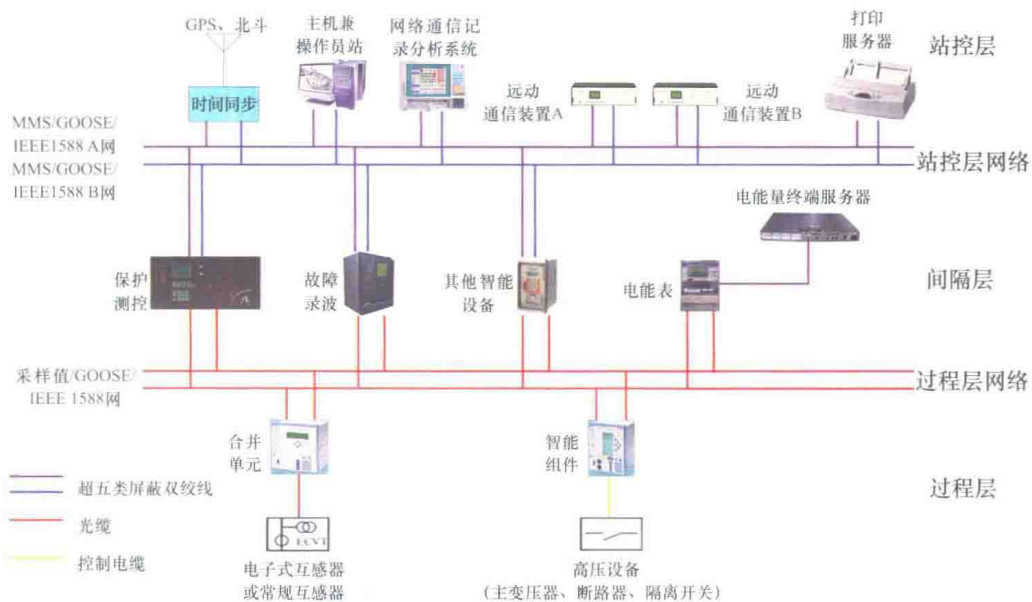 GPS、北斗
时间同步
主机兼
操作员站
网络通信记
录分析系统
远动
通信装置A
远动
通信装置B
打印
服务器
站控层
MMS/GOOSE/
IEEE1588 A网
MMS/GOOSE/
IEEE1588 B网
站控层网络
电能量终端服务器
保护
测控
故障
录波
其他智能
设备
电能表
间隔层
采样值/GOOSE/
IEEE 1588网
过程层网络
合并
单元
智能
组件
过程层
超五类屏蔽双绞线
光缆
控制电缆
ECVT
电子式互感器
或常规互感器
高压设备
(主变压器、断路器、隔离开关)